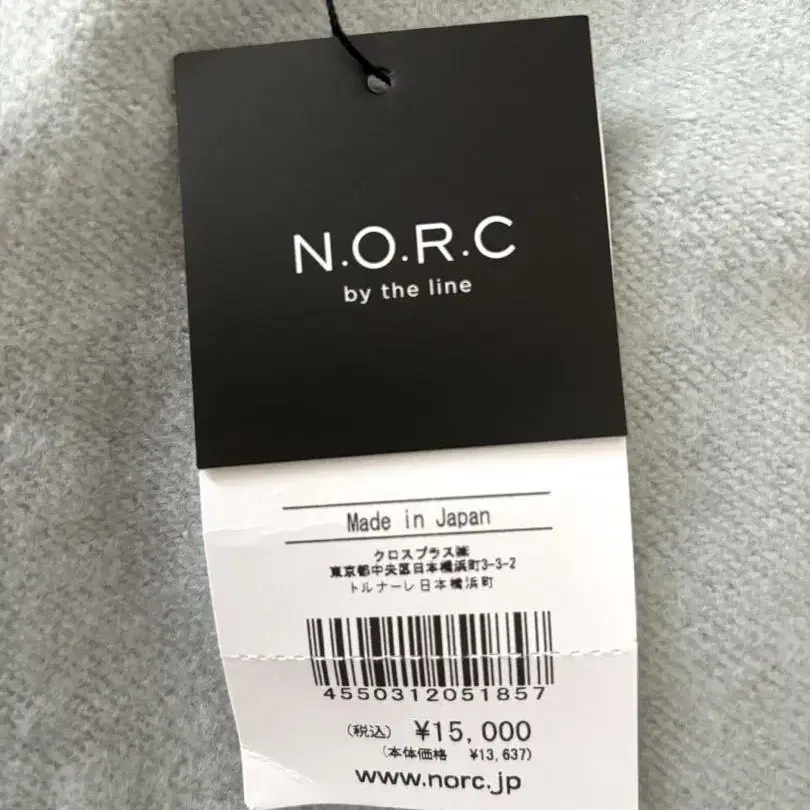 N.O.R.C
by the line
Made in Japan
クロスプラス㈱
東京都中央区日本橋浜町3-3-2
トルナーレ日本橋浜町
4550312051857
(税込) ¥15,000
(本体価格 ¥13,637)
www.norc.jp